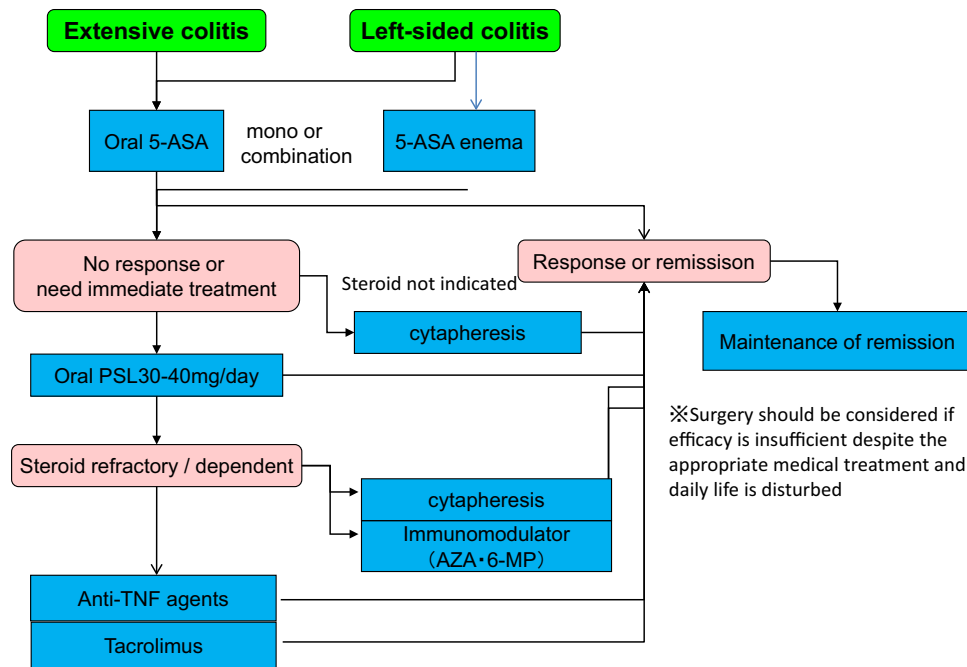 Extensive colitis
Left-sided colitis
Oral 5-ASA
mono or
combination
5-ASA enema
No response or
need immediate treatment
Response or remissison
Steroid not indicated
cytapheresis
Maintenance of remission
Oral PSL30-40mg/day
※Surgery should be considered if
efficacy is insufficient despite the
appropriate medical treatment and
daily life is disturbed
Steroid refractory / dependent
cytapheresis
Immunomodulator
（AZA・6-MP）
Anti-TNF agents
Tacrolimus